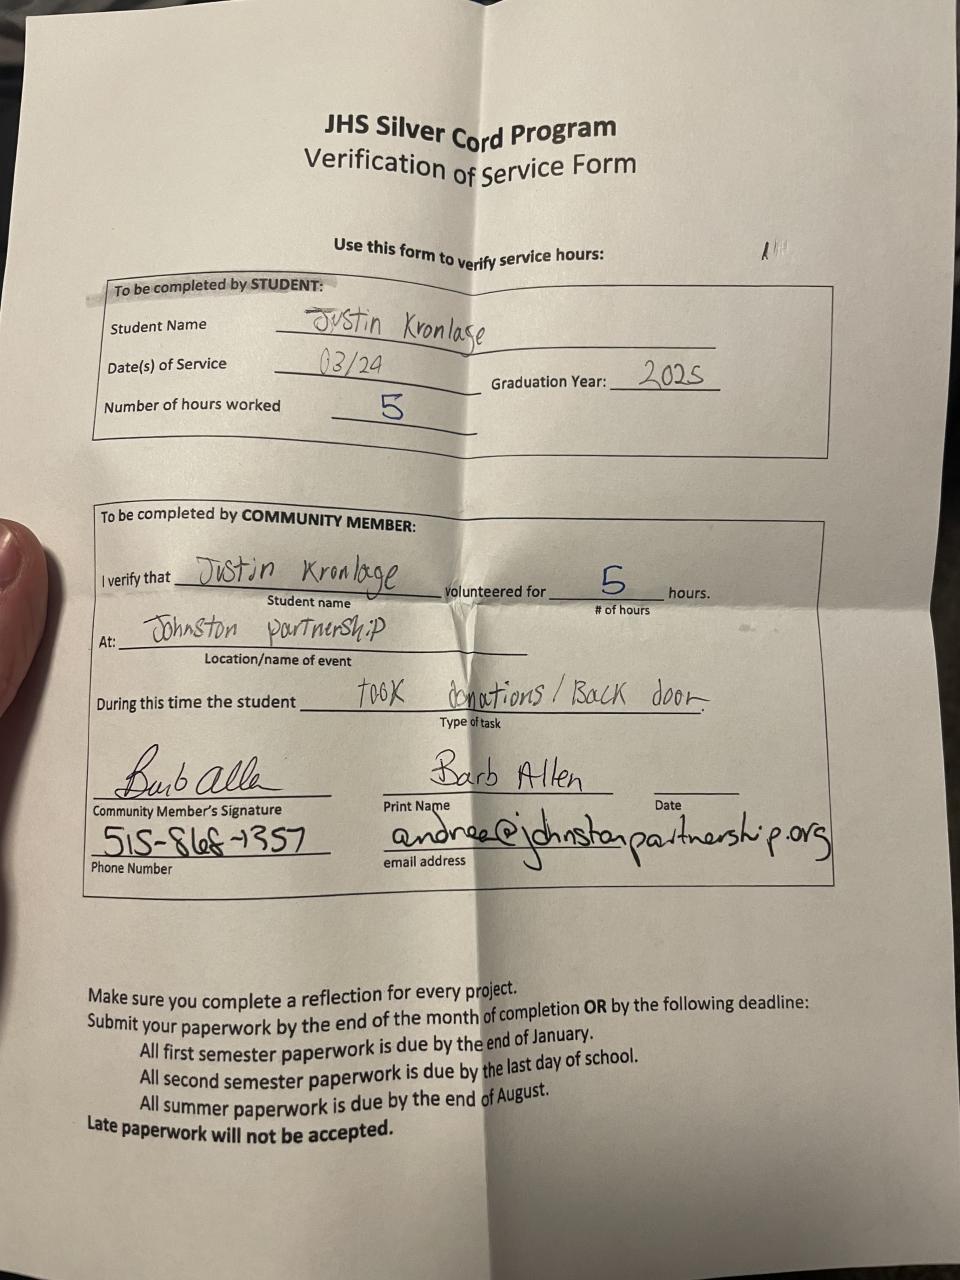 JHS Silver Cord Program
Verification of Service Form
Use this form to verify service hours:
To be completed by STUDENT:
Student Name Justin Kronlage
Date(s) of Service 03/24
Graduation Year: 2025
Number of hours worked 5
To be completed by COMMUNITY MEMBER:
I verify that Justin Kronlage volunteered for 5 hours.
Student name # of hours
At: Johnston partnership
Location/name of event
During this time the student took donations/Back door.
Type of task
Barb Allen Barb Allen
Community Member's Signature Print Name Date
515-868-1357 andree@johnstonpartnership.org
Phone Number email address
Make sure you complete a reflection for every project.
Submit your paperwork by the end of the month of completion OR by the following deadline:
All first semester paperwork is due by the end of January.
All second semester paperwork is due by the last day of school.
All summer paperwork is due by the end of August.
Late paperwork will not be accepted.